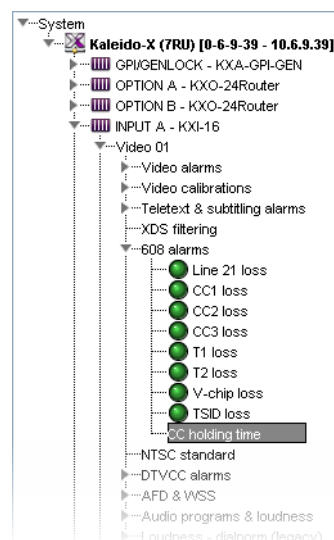 System
Kaleido-X (7RU) [0-6-9-39 - 10.6.9.39]
GPI/GENLOCK - KXA-GPI-GEN
OPTION A - KXO-24Router
OPTION B - KXO-24Router
INPUT A - KXI-16
Video 01
Video alarms
Video calibrations
Teletext & subtitling alarms
XDS filtering
608 alarms
Line 21 loss
CC1 loss
CC2 loss
CC3 loss
T1 loss
T2 loss
V-chip loss
TSID loss
CC holding time
NTSC standard
DTVCC alarms
AFD & WSS
Audio programs & loudness
Loudness - dialnorm (legacy)